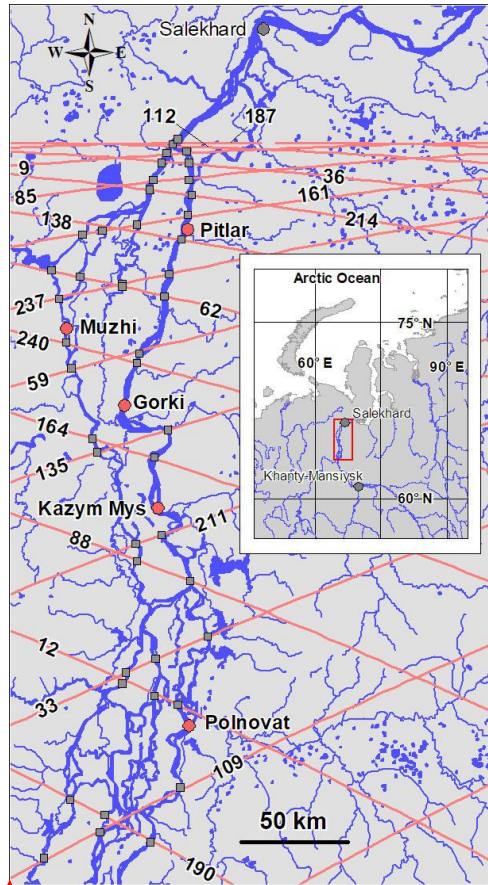 Salekhard
N
W E
S
112
187
9
36
85
161
138
214
Pitlar
Arctic Ocean
237
62
75° N
240
Muzhi
60° E
90° E
59
Gorki
Salekhard
164
135
Khanty-Mansiysk
Kazym Mys
211
60° N
88
12
33
Polnovat
109
50 km
190